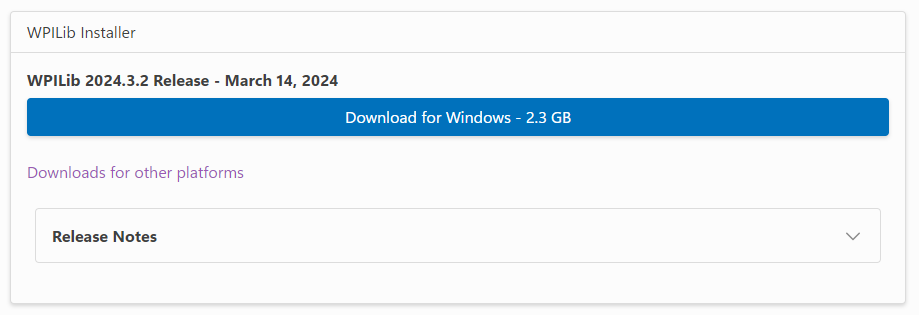 WPILib Installer
WPILib 2024.3.2 Release - March 14, 2024
Download for Windows - 2.3 GB
Downloads for other platforms
Release Notes